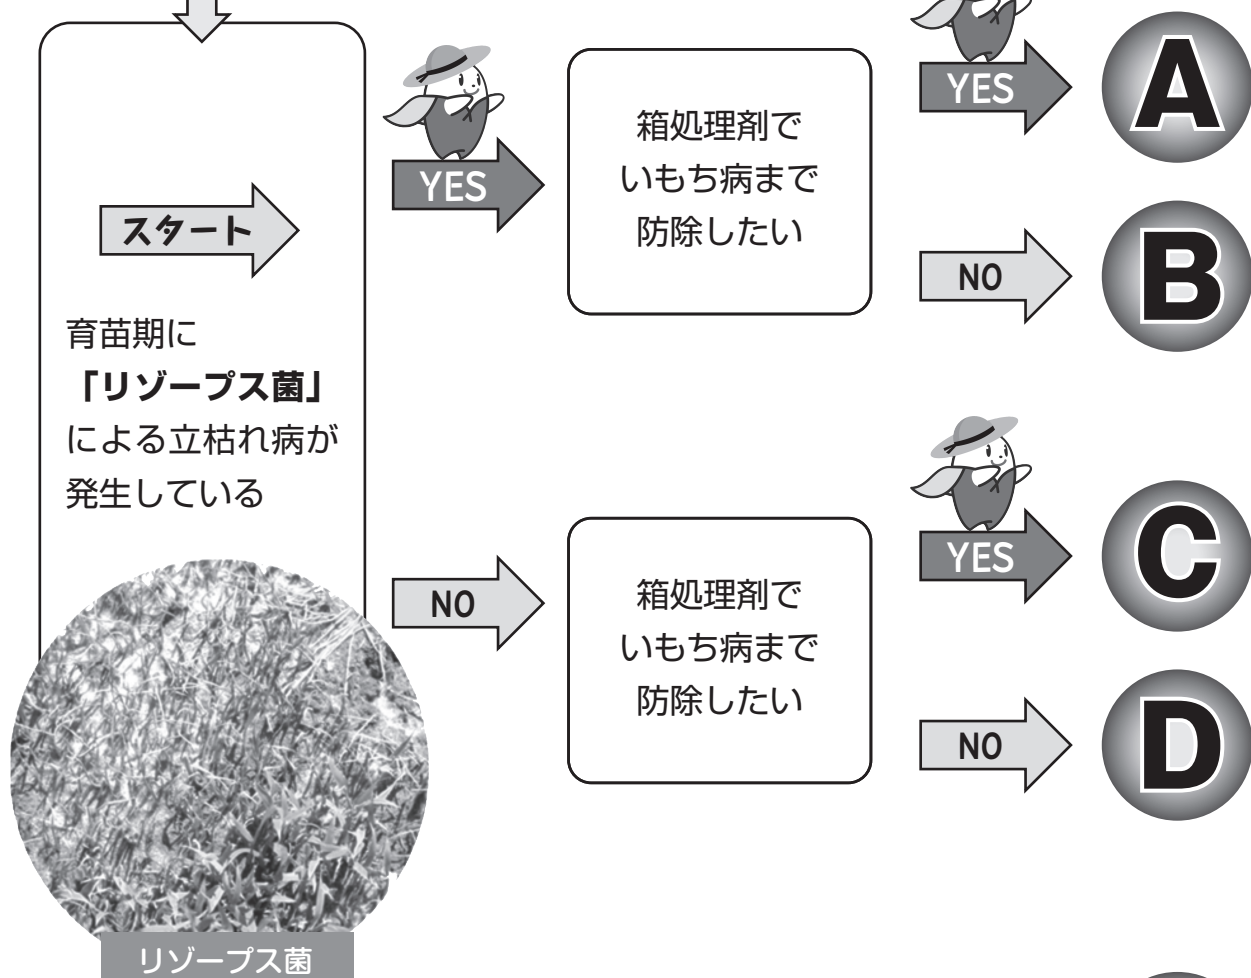 スタート
育苗期に
「リゾープス菌」
による立枯れ病が
発生している
リゾープス菌
YES
箱処理剤で
いもち病まで
防除したい
YES
A
NO
B
NO
箱処理剤で
いもち病まで
防除したい
YES
C
NO
D